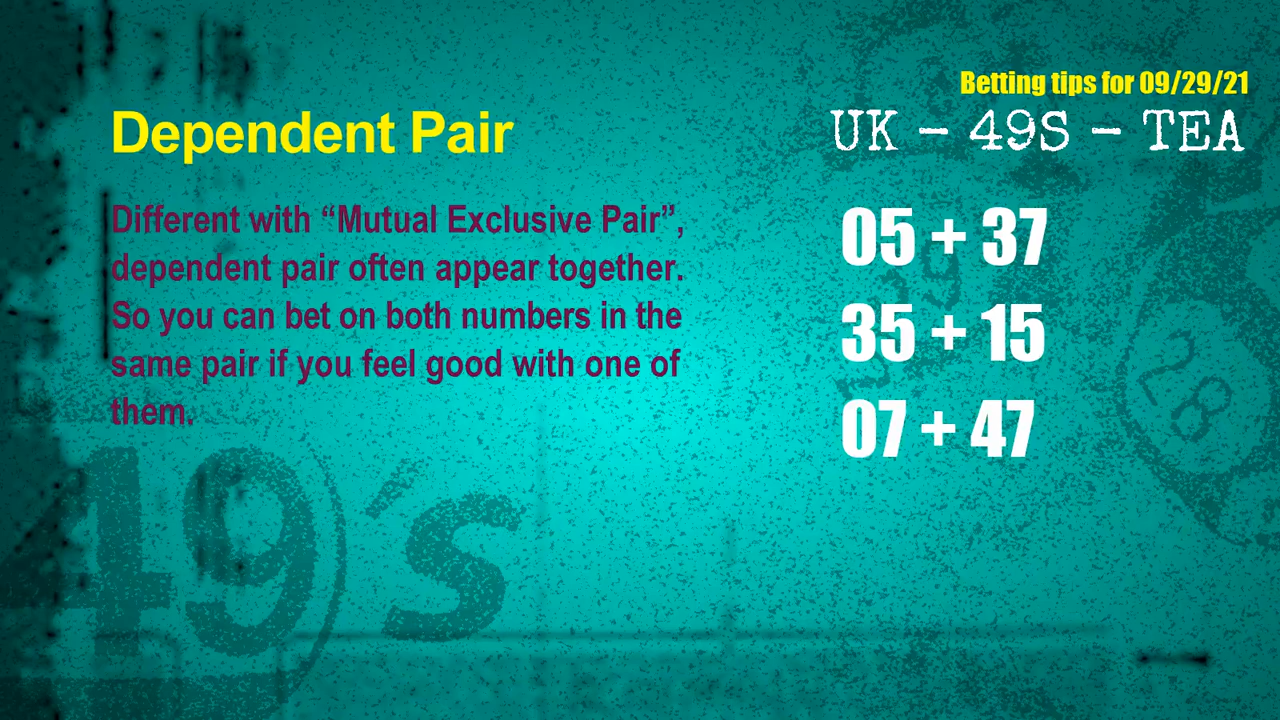 Betting tips for 09/29/21
UK - 49S - TEA
Dependent Pair
Different with “Mutual Exclusive Pair”,
dependent pair often appear together.
So you can bet on both numbers in the
same pair if you feel good with one of
them.
05 + 37
35 + 15
07 + 47
49's
39
28